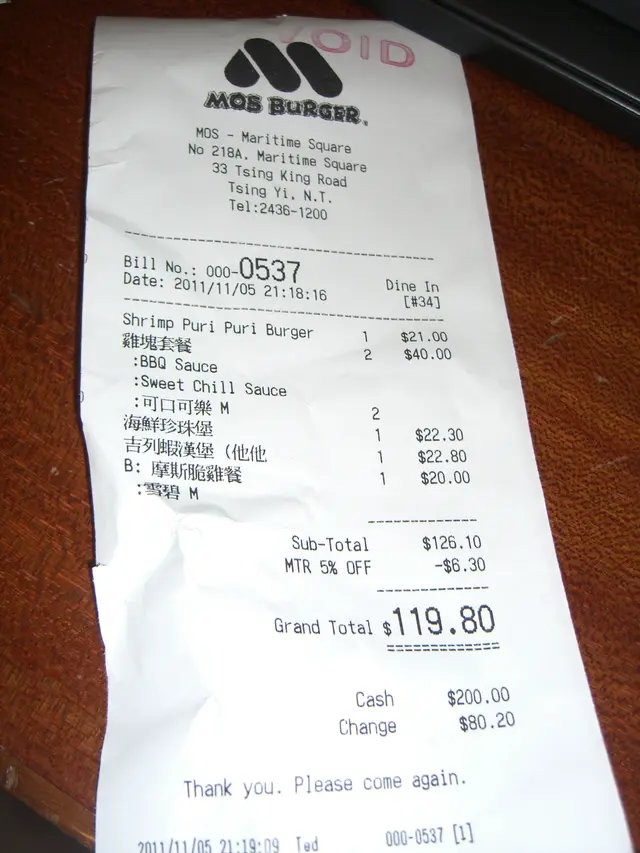 VOID
MOS BURGER.
MOS - Maritime Square
No 218A, Maritime Square
33 Tsing King Road
Tsing Yi, N.T.
Tel:2436-1200
Bill No.: 000-0537 Dine In
Date: 2011/11/05 21:18:16 [#34]
Shrimp Puri Puri Burger 1 $21.00
雞塊套餐 2 $40.00
:BBQ Sauce
:Sweet Chill Sauce
:可口可樂 M 2
海鮮珍珠堡 1 $22.30
吉列蝦漢堡 (他他 1 $22.80
B: 摩斯脆雞餐 1 $20.00
:雪碧 M
Sub-Total $126.10
MTR 5% OFF -$6.30
Grand Total $119.80
Cash $200.00
Change $80.20
Thank you. Please come again.
2011/11/05 21:19:09 Ted 000-0537 [1]